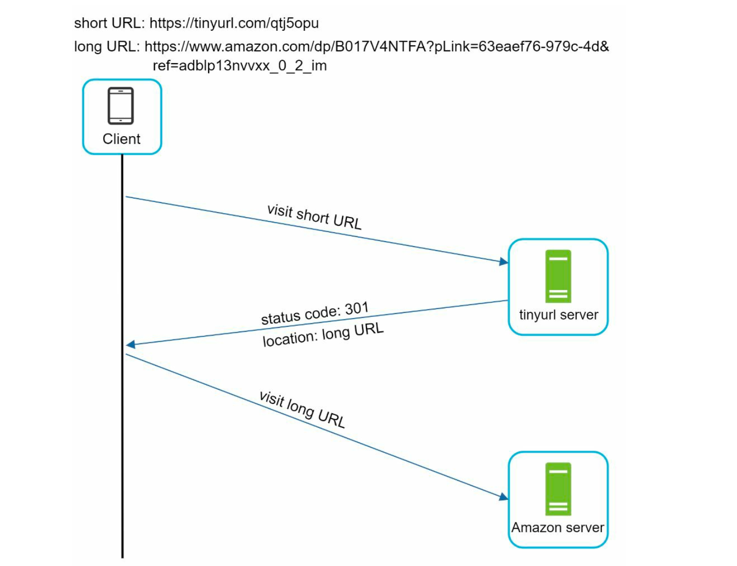 short URL: https://tinyurl.com/qtj5opu
long URL: https://www.amazon.com/dp/B017V4NTFA?pLink=63eaef76-979c-4d&
ref=adblp13nvvxx_0_2_im
Client
visit short URL
tinyurl server
status code: 301
location: long URL
visit long URL
Amazon server